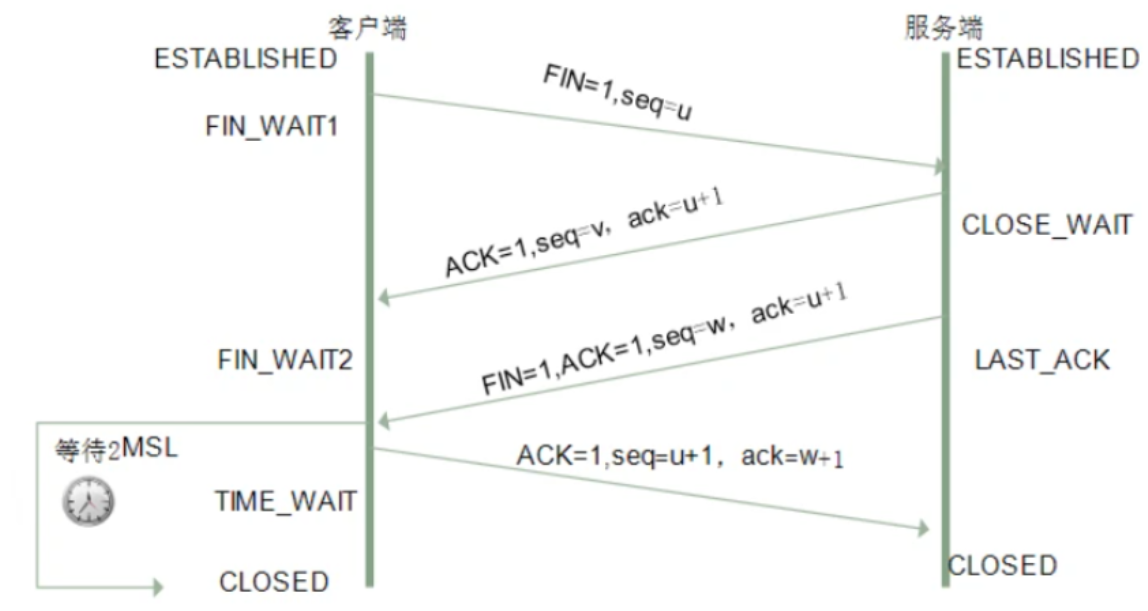 客户端
服务端
ESTABLISHED
ESTABLISHED
FIN=1,seq=u
FIN_WAIT1
ACK=1,seq=v, ack=u+1
CLOSE_WAIT
FIN=1,ACK=1,seq=w, ack=u+1
FIN_WAIT2
LAST_ACK
等待2MSL
ACK=1,seq=u+1, ack=w+1
TIME_WAIT
CLOSED
CLOSED